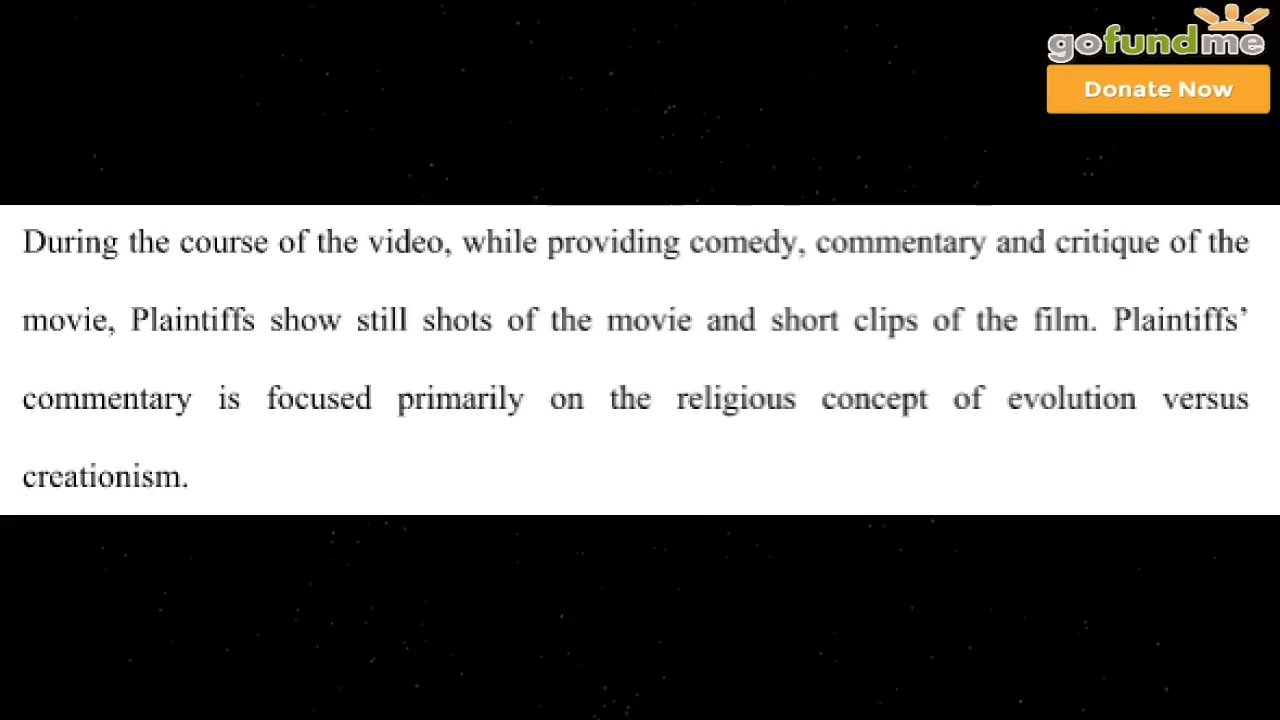 gofundme
Donate Now
During the course of the video, while providing comedy, commentary and critique of the
movie, Plaintiffs show still shots of the movie and short clips of the film. Plaintiffs’
commentary is focused primarily on the religious concept of evolution versus
creationism.